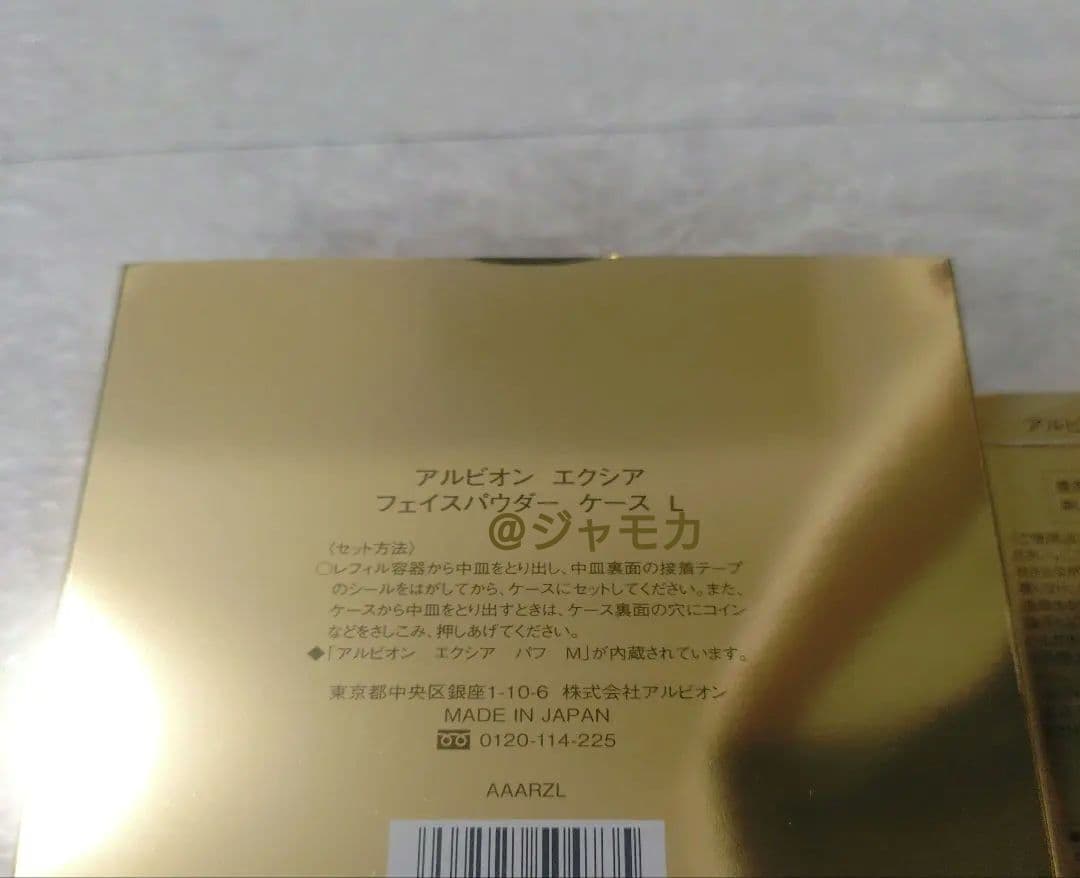 アルビオン エクシア
フェイスパウダー ケース L
@ジャモカ
〈セット方法〉
○レフィル容器から中皿をとり出し、中皿裏面の接着テープ
のシールをはがしてから、ケースにセットしてください。また、
ケースから中皿をとり出すときは、ケース裏面の穴にコイン
などをさしこみ、押しあげてください。
◆「アルビオン エクシア パフ M」が内蔵されています。
東京都中央区銀座1-10-6 株式会社アルビオン
MADE IN JAPAN
0120-114-225
AAARZL
アルビ